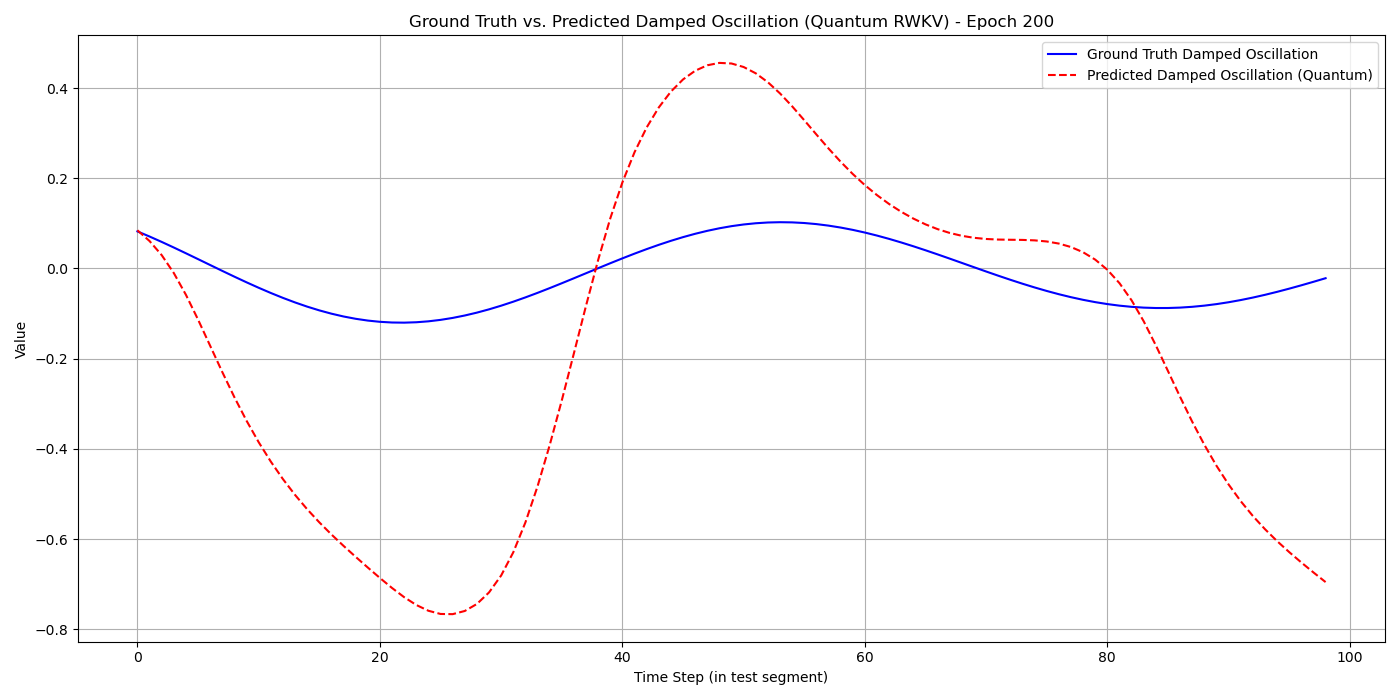 Ground Truth vs. Predicted Damped Oscillation (Quantum RWKV) - Epoch 200
Ground Truth Damped Oscillation
Predicted Damped Oscillation (Quantum)
0.4
0.2
0.0
−0.2
−0.4
−0.6
−0.8
Value
0 20 40 60 80 100
Time Step (in test segment)